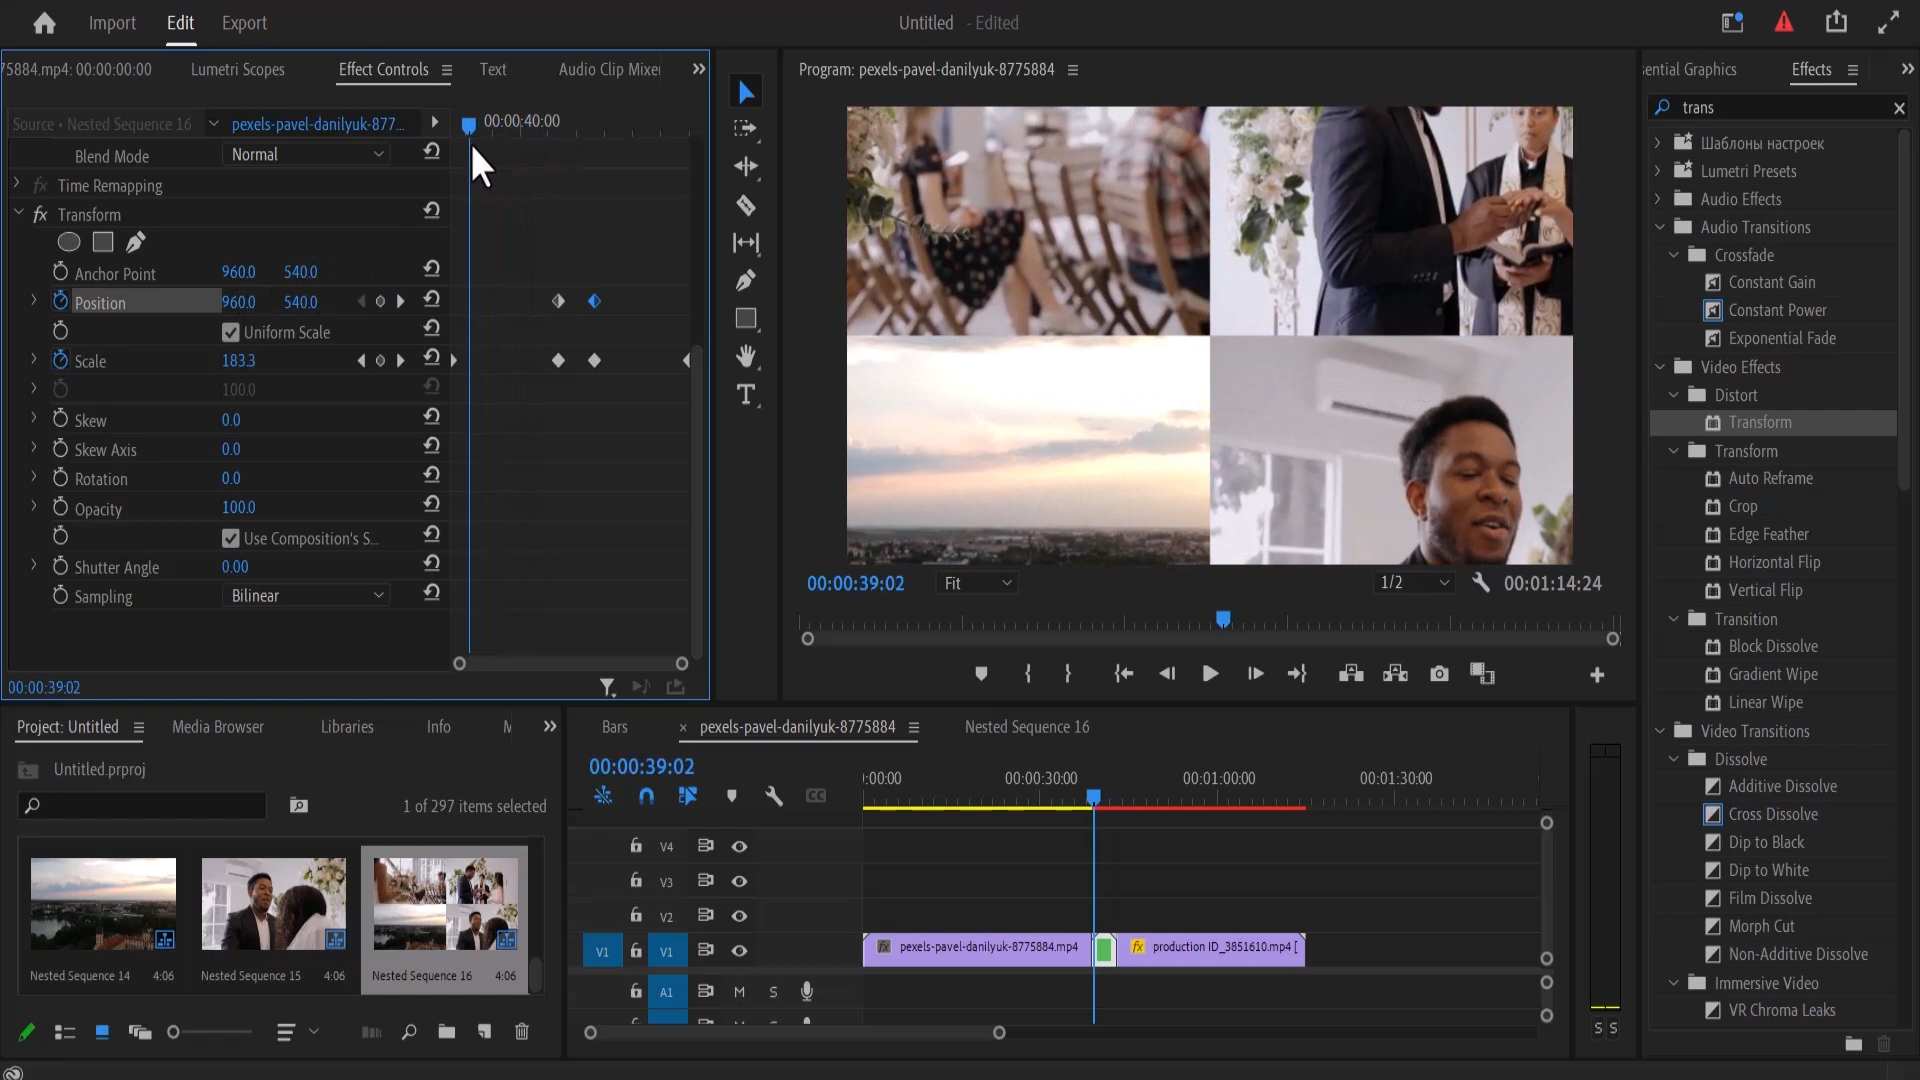 Import Edit Export
Untitled - Edited
75884.mp4: 00:00:00:00 Lumetri Scopes Effect Controls Text Audio Clip Mixer
Source • Nested Sequence 16 pexels-pavel-danilyuk-877...
00:00:40:00
Blend Mode Normal
fx Time Remapping
fx Transform
Anchor Point 960.0 540.0
Position 960.0 540.0
Uniform Scale
Scale 183.3
100.0
Skew 0.0
Skew Axis 0.0
Rotation 0.0
Opacity 100.0
Use Composition's S...
Shutter Angle 0.00
Sampling Bilinear
00:00:39:02
Program: pexels-pavel-danilyuk-8775884
00:00:39:02 Fit 1/2 00:01:14:24
ential Graphics Effects
trans
Шаблоны настроек
Lumetri Presets
Audio Effects
Audio Transitions
Crossfade
Constant Gain
Constant Power
Exponential Fade
Video Effects
Distort
Transform
Transform
Auto Reframe
Crop
Edge Feather
Horizontal Flip
Vertical Flip
Transition
Block Dissolve
Gradient Wipe
Linear Wipe
Video Transitions
Dissolve
Additive Dissolve
Cross Dissolve
Dip to Black
Dip to White
Film Dissolve
Morph Cut
Non-Additive Dissolve
Immersive Video
VR Chroma Leaks
Project: Untitled Media Browser Libraries Info M
Untitled.prproj
1 of 297 items selected
Nested Sequence 14 4:06
Nested Sequence 15 4:06
Nested Sequence 16 4:06
Bars × pexels-pavel-danilyuk-8775884 Nested Sequence 16
00:00:39:02
:00:00 00:00:30:00 00:01:00:00 00:01:30:00
CC
V4
V3
V2
V1 V1 fx pexels-pavel-danilyuk-8775884.mp4 fx production ID_3851610.mp4 [
A1 M S
S S